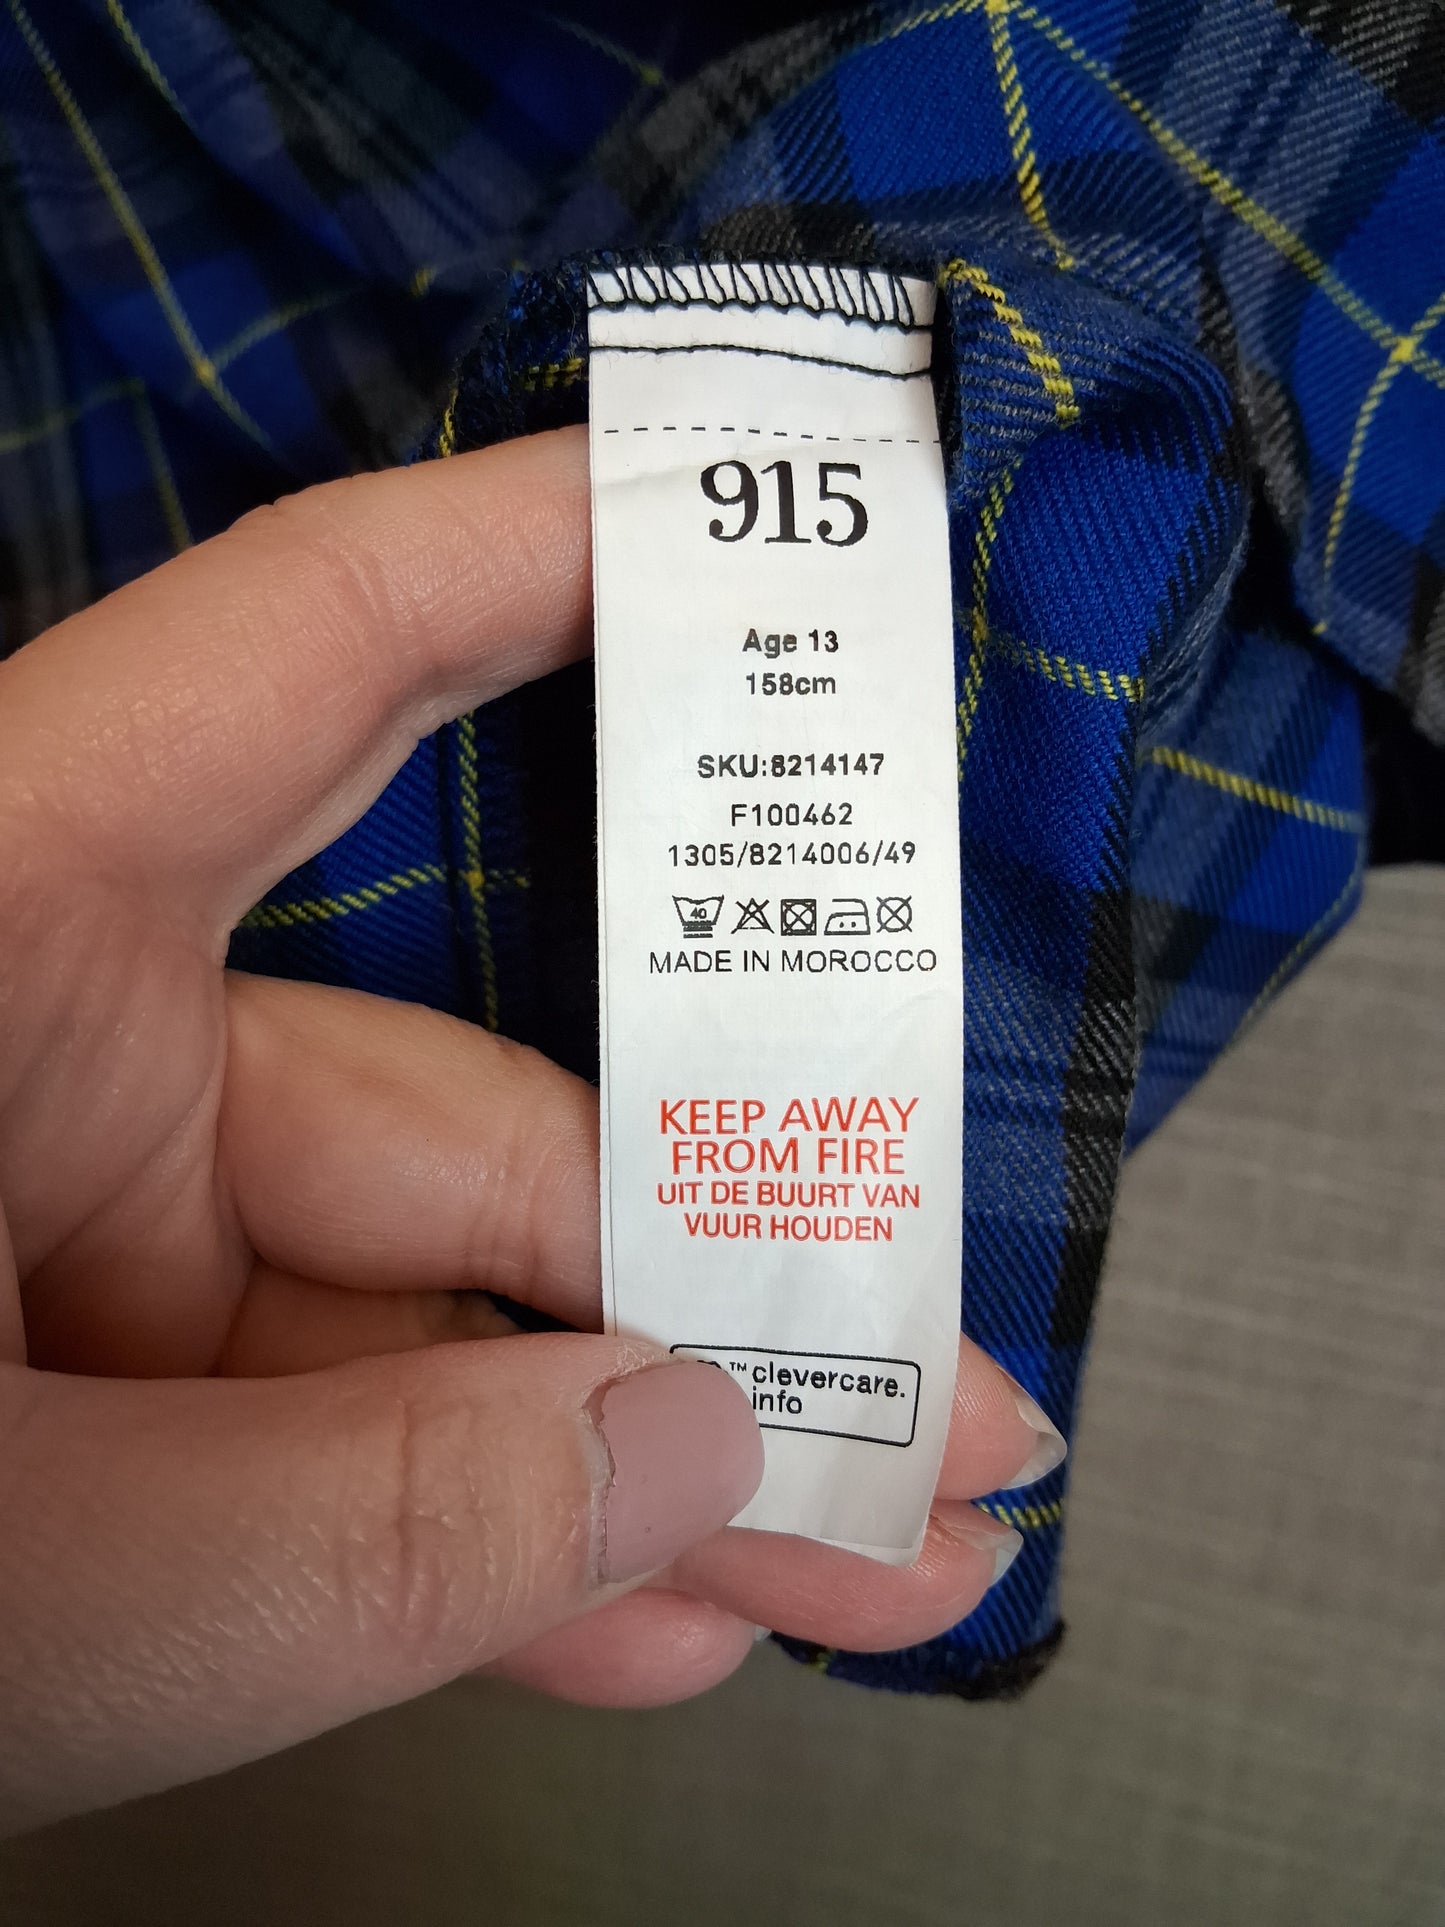 915
Age 13
158cm
SKU:8214147
F100462
1305/8214006/49
40
MADE IN MOROCCO
KEEP AWAY
FROM FIRE
UIT DE BUURT VAN
VUUR HOUDEN
™ clevercare.
info